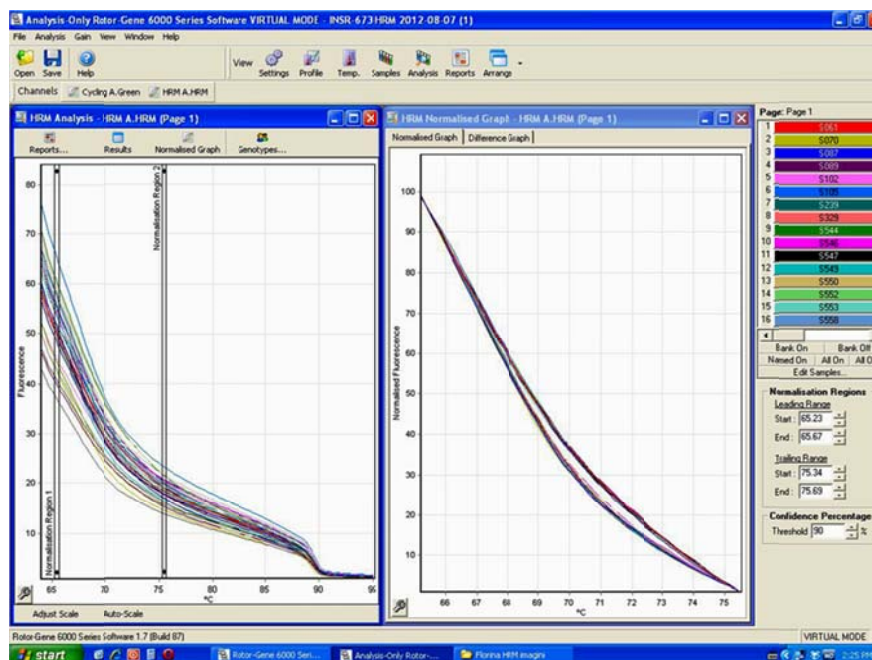 Analysis-Only Rotor-Gene 6000 Series Software VIRTUAL MODE - INSR-673 HRM 2012-08-07 (1)
File Analysis Gain View Window Help
Open Save Help View Settings Profile Temp. Samples Analysis Reports Arrange
Channels Cycling A.Green HRM A.HRM
HRM Analysis - HRM A.HRM (Page 1)
Reports... Results Normalised Graph Genotypes...
Fluorescence
80
70
60
50
40
30
20
10
Normalisation Region 1
Normalisation Region 2
65 70 75 80 85 90 95
°C
Adjust Scale Auto-Scale
HRM Normalised Graph - HRM A.HRM (Page 1)
Normalised Graph Difference Graph
Normalised Fluorescence
100
90
80
70
60
50
40
30
20
10
66 67 68 69 70 71 72 73 74 75
°C
Page: Page 1
1 S061
2 S070
3 S087
4 S089
5 S102
6 S105
7 S239
8 S329
9 S544
10 S546
11 S547
12 S549
13 S550
14 S552
15 S553
16 S558
Bank On Bank Off
Named On All On All O
Edit Samples...
Normalisation Regions
Leading Range
Start : 65.23
End : 65.67
Trailing Range
Start : 75.34
End : 75.69
Confidence Percentage
Threshold 90 %
Rotor-Gene 6000 Series Software 1.7 (Build 87) VIRTUAL MODE
start Rotor-Gene 6000 Seri... Analysis-Only Rotor-... Florina HRM imagini 2:25 PM